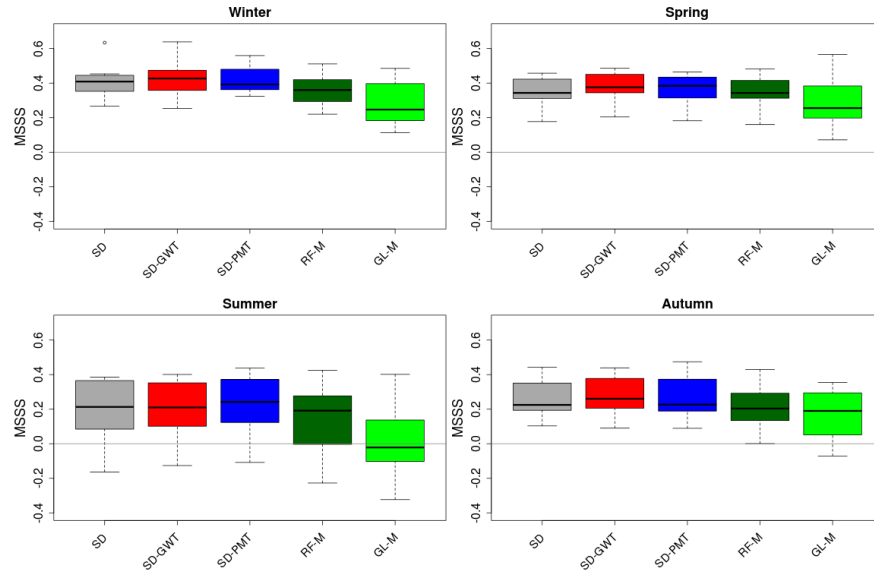 Winter
Spring
MSSS
0.6
0.4
0.2
0.0
-0.2
-0.4
SD
SD-GWT
SD-PMT
RF-M
GL-M
MSSS
0.6
0.4
0.2
0.0
-0.2
-0.4
SD
SD-GWT
SD-PMT
RF-M
GL-M
Summer
Autumn
MSSS
0.6
0.4
0.2
0.0
-0.2
-0.4
SD
SD-GWT
SD-PMT
RF-M
GL-M
MSSS
0.6
0.4
0.2
0.0
-0.2
-0.4
SD
SD-GWT
SD-PMT
RF-M
GL-M